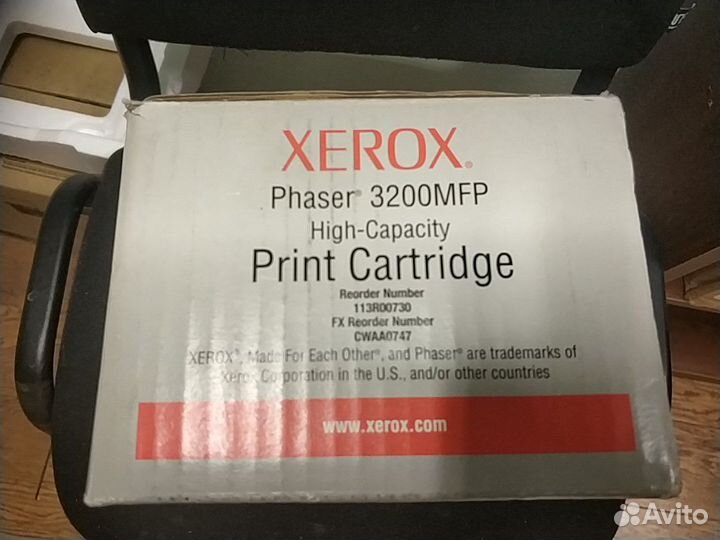 XEROX®
Phaser® 3200MFP
High-Capacity
Print Cartridge
Reorder Number
113R00730
FX Reorder Number
CWAA0747
XEROX®, Made For Each Other®, and Phaser® are trademarks of
Xerox Corporation in the U.S., and/or other countries
www.xerox.com
Avito